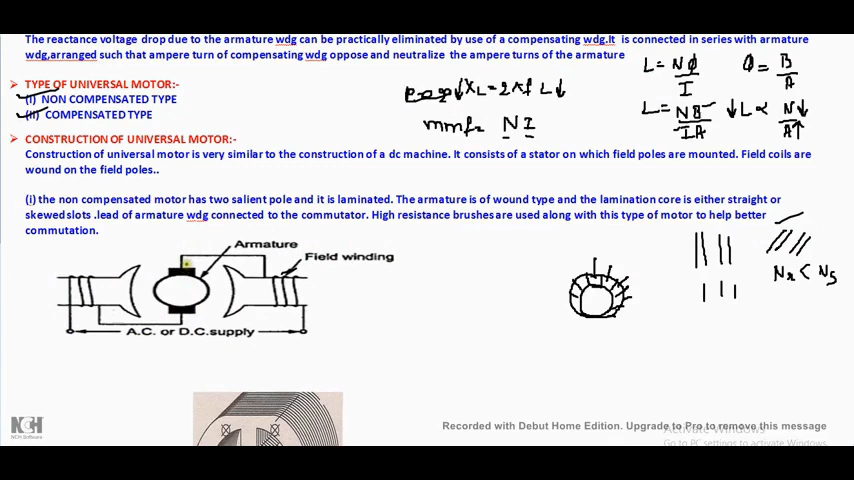 The reactance voltage drop due to the armature wdg can be practically eliminated by use of a compensating wdg.It is connected in series with armature
wdg,arranged such that ampere turn of compensating wdg oppose and neutralize the ampere turns of the armature
TYPE OF UNIVERSAL MOTOR:-
(i) NON COMPENSATED TYPE
(ii) COMPENSATED TYPE
↓XL=2πf L↓
mmf= NI
L= NΦ/I
Φ= B/A
L= NB/IA
↓L∝ N↓/A↑
CONSTRUCTION OF UNIVERSAL MOTOR:-
Construction of universal motor is very similar to the construction of a dc machine. It consists of a stator on which field poles are mounted. Field coils are
wound on the field poles..
(i) the non compensated motor has two salient pole and it is laminated. The armature is of wound type and the lamination core is either straight or
skewed slots .lead of armature wdg connected to the commutator. High resistance brushes are used along with this type of motor to help better
commutation.
Armature
Field winding
A.C. or D.C. supply
Nr < Ns
NCH
NCH Software
Recorded with Debut Home Edition. Upgrade to Pro to remove this message
Activate Windows
Go to PC settings to activate Windows.